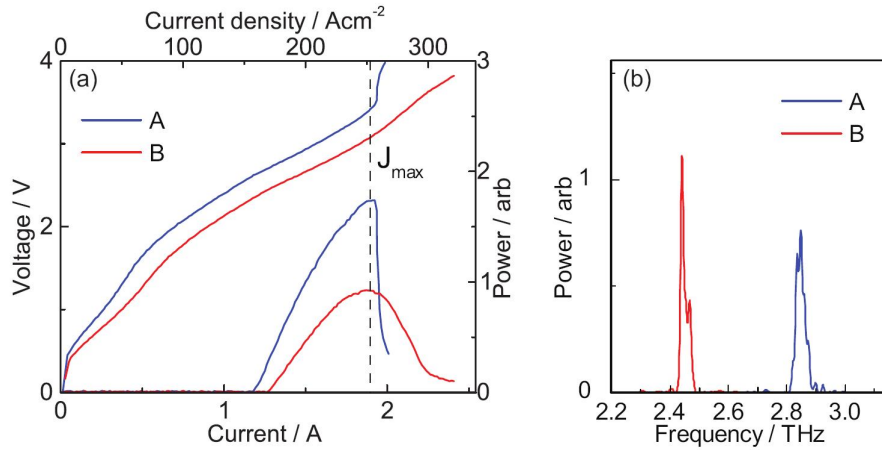 Current density / Acm-2
0 100 200 300
(a)
A
B
Jmax
4
2
0
Voltage / V
3
2
1
0
Power / arb
0 1 2
Current / A
(b)
A
B
1
0
Power / arb
2.2 2.4 2.6 2.8 3.0
Frequency / THz